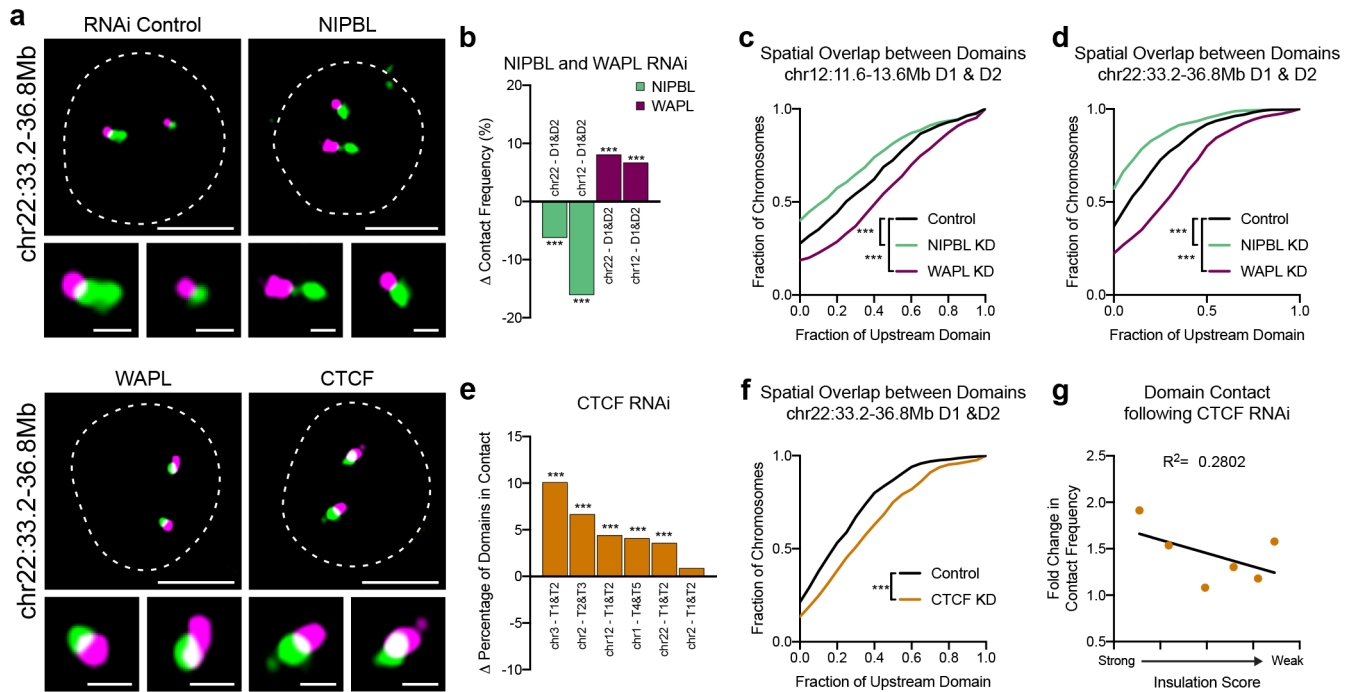 a
RNAi Control
NIPBL
chr22:33.2-36.8Mb
WAPL
CTCF
chr22:33.2-36.8Mb
b
NIPBL and WAPL RNAi
NIPBL
WAPL
Δ Contact Frequency (%)
20
10
0
-10
-20
chr22 - D1&D2
chr12 - D1&D2
chr22 - D1&D2
chr12 - D1&D2
***
***
***
***
c
Spatial Overlap between Domains
chr12:11.6-13.6Mb D1 & D2
Fraction of Chromosomes
1.0
0.5
0.0
Control
NIPBL KD
WAPL KD
***
***
0.0 0.2 0.4 0.6 0.8 1.0
Fraction of Upstream Domain
d
Spatial Overlap between Domains
chr22:33.2-36.8Mb D1 & D2
Fraction of Chromosomes
1.0
0.5
0.0
Control
NIPBL KD
WAPL KD
***
***
0.0 0.5 1.0
Fraction of Upstream Domain
e
CTCF RNAi
Δ Percentage of Domains in Contact
15
10
5
0
-5
-10
***
***
***
***
***
chr3 - T1&T2
chr2 - T2&T3
chr12 - T1&T2
chr1 - T4&T5
chr22 - T1&T2
chr2 - T1&T2
f
Spatial Overlap between Domains
chr22:33.2-36.8Mb D1 &D2
Fraction of Chromosomes
1.0
0.5
0.0
Control
CTCF KD
***
0.0 0.2 0.4 0.6 0.8 1.0
Fraction of Upstream Domain
g
Domain Contact
following CTCF RNAi
R²= 0.2802
Fold Change in
Contact Frequency
2.5
2.0
1.5
1.0
0.5
Strong
Weak
Insulation Score